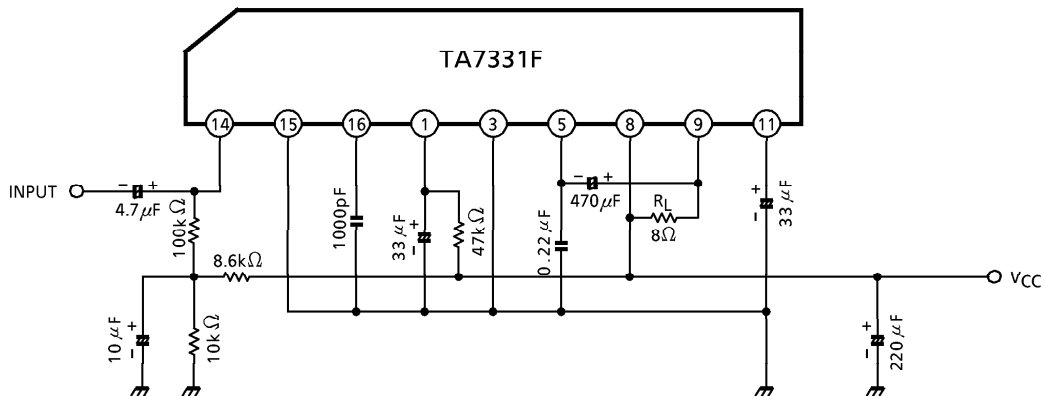 TA7331F
14 15 16 1 3 5 8 9 11
INPUT
- +
4.7μF
100kΩ
1000pF
33μF
+
-
47kΩ
- +
470μF
0.22μF
RL
8Ω
+
-
33μF
8.6kΩ
VCC
10μF
+
-
10kΩ
+
-
220μF